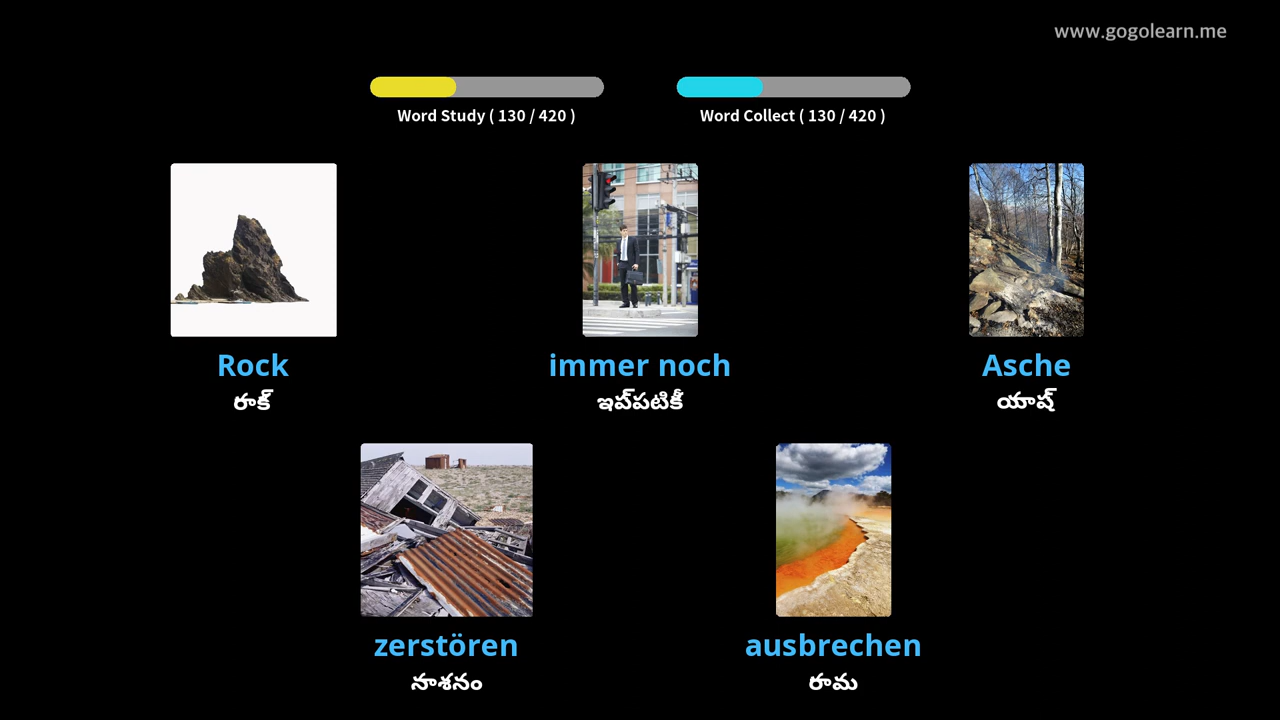 www.gogolearn.me
Word Study ( 130 / 420 )
Word Collect ( 130 / 420 )
Rock
immer noch
Asche
రాక్
ఇప్పటికీ
యాష్
zerstören
ausbrechen
నాశనం
రామ